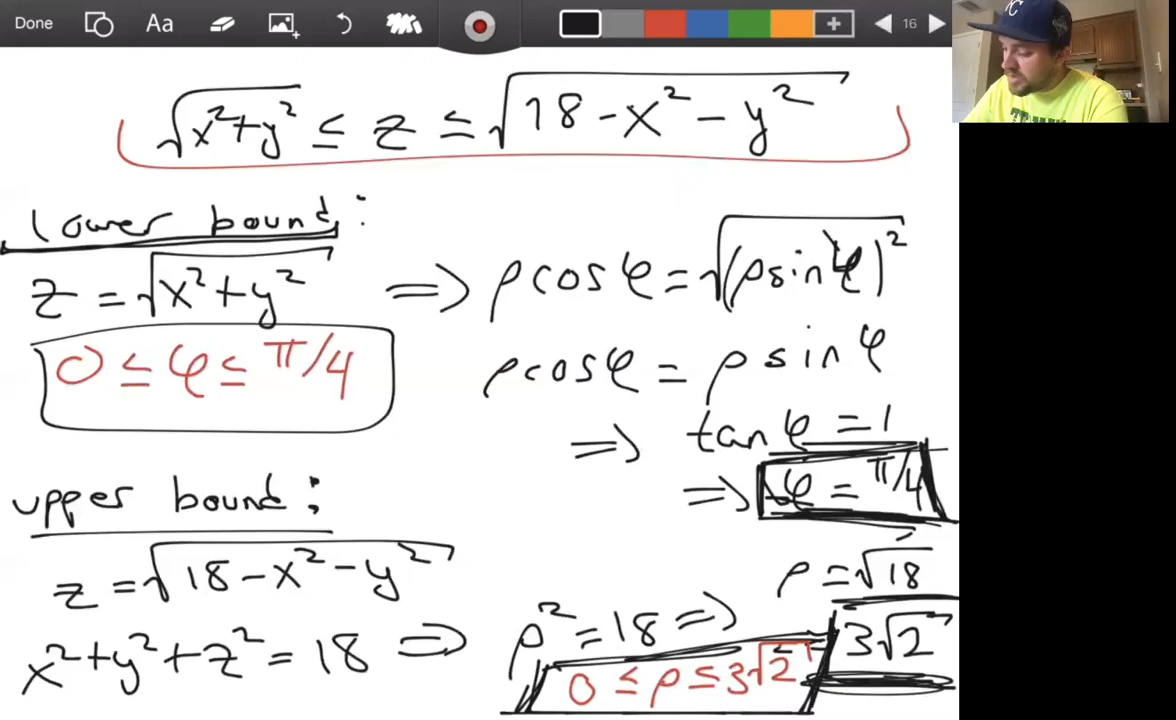 Done Aa 16
√x²+y² ≤ z ≤ √18-x²-y²
KC
lower bound:
z = √x²+y² ⇒ ρcosφ = √(ρsinφ)²
0 ≤ φ ≤ π/4
ρcosφ = ρsinφ
⇒ tanφ = 1
⇒ φ = π/4
upper bound:
z = √18-x²-y²
ρ = √18
x²+y²+z² = 18 ⇒ ρ² = 18 ⇒ 3√2
0 ≤ ρ ≤ 3√2